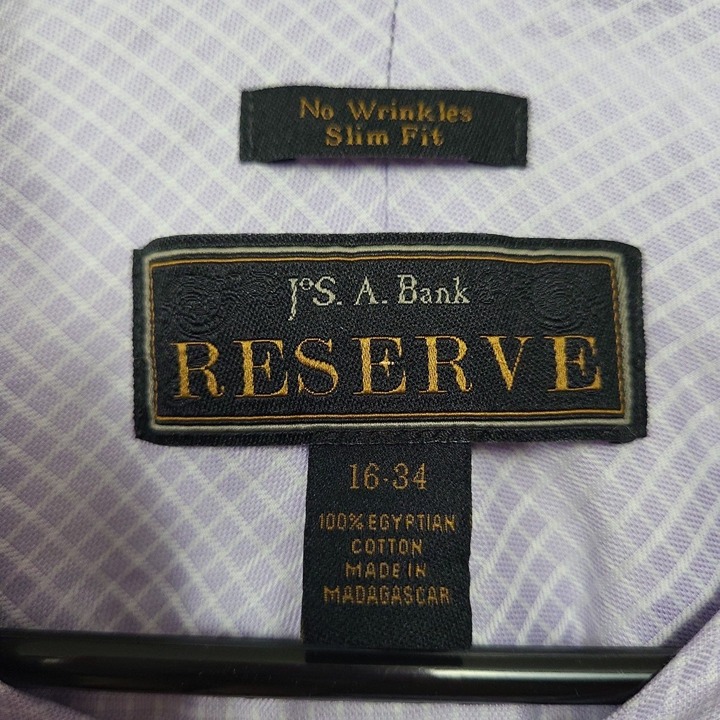 No Wrinkles
Slim Fit
JoS. A. Bank
RESERVE
16-34
100% EGYPTIAN
COTTON
MADE IN
MADAGASCAR